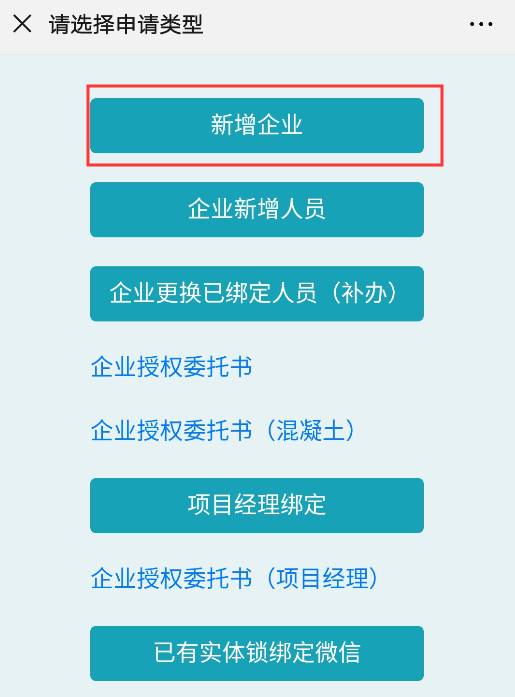 请选择申请类型
新增企业
企业新增人员
企业更换已绑定人员（补办）
企业授权委托书
企业授权委托书（混凝土）
项目经理绑定
企业授权委托书（项目经理）
已有实体锁绑定微信